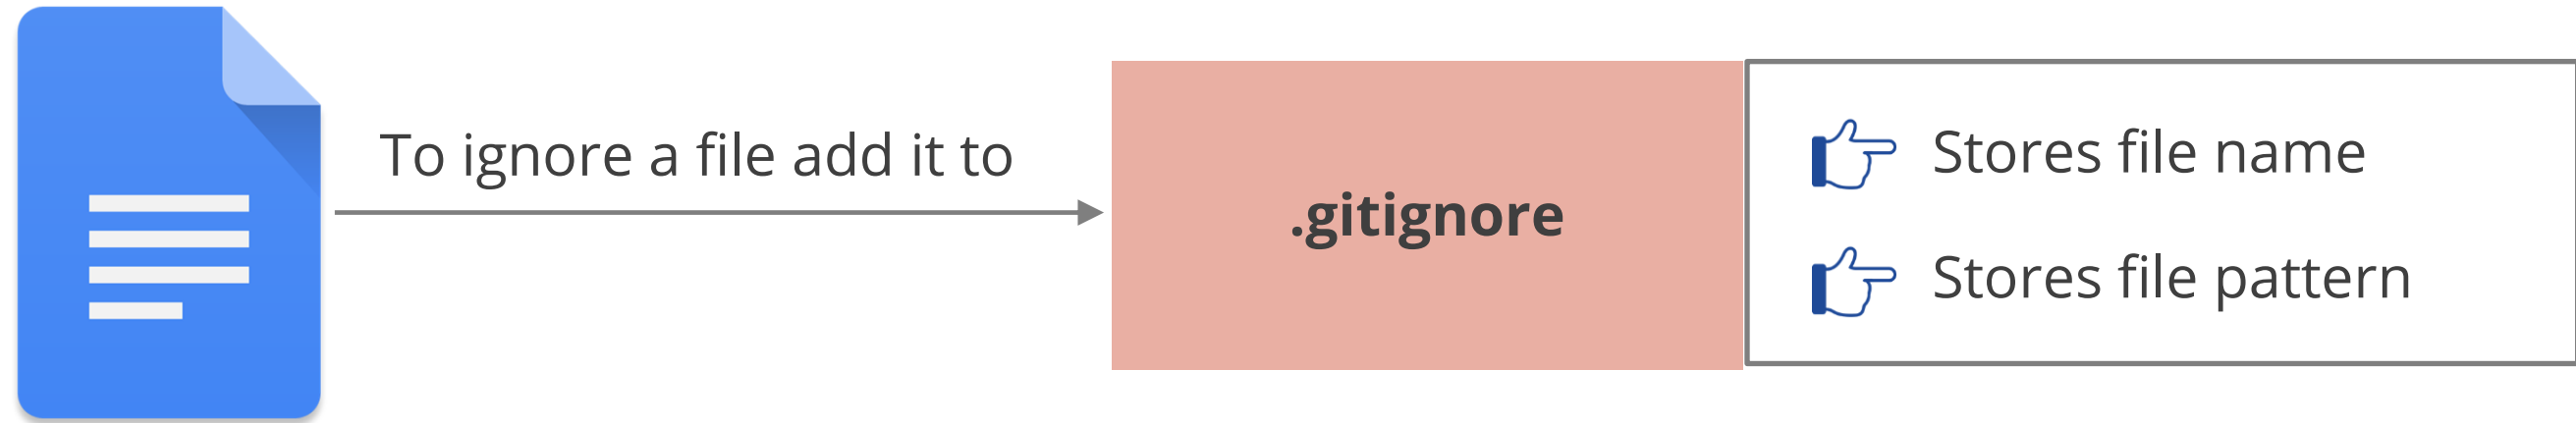 To ignore a file add it to
.gitignore
Stores file name
Stores file pattern